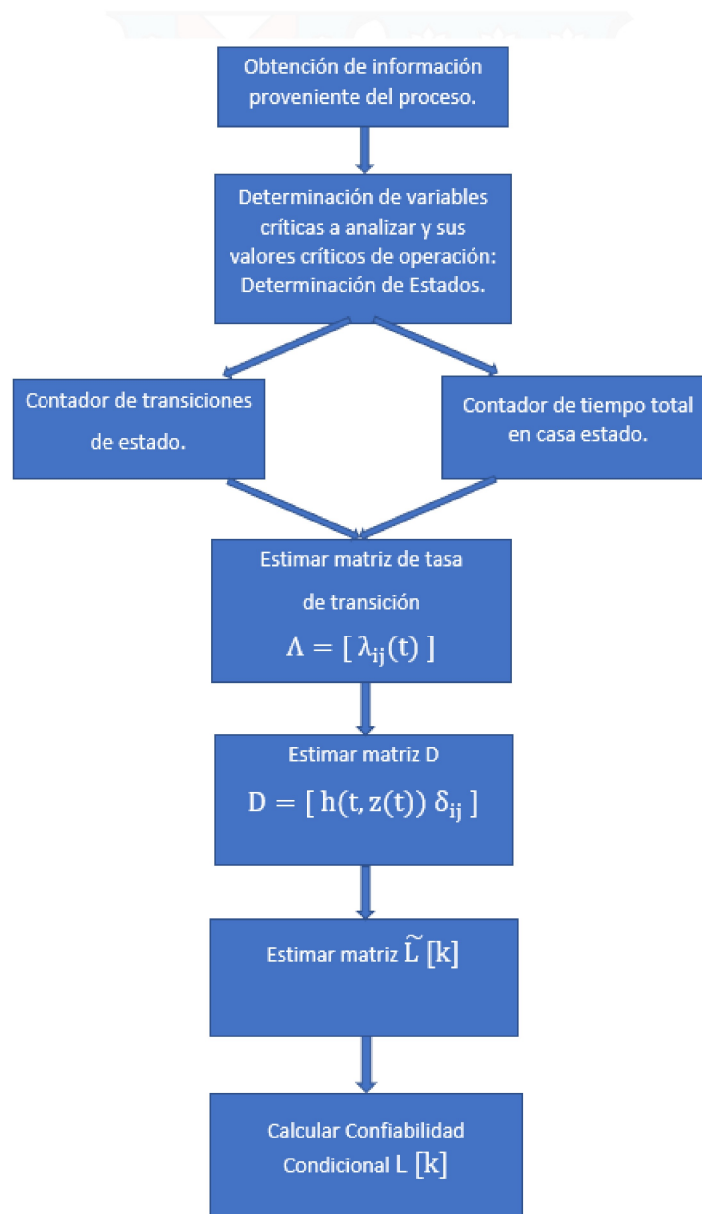 Obtención de información
proveniente del proceso.
Determinación de variables
críticas a analizar y sus
valores críticos de operación:
Determinación de Estados.
Contador de transiciones
de estado.
Contador de tiempo total
en casa estado.
Estimar matriz de tasa
de transición
Λ = [ λij(t) ]
Estimar matriz D
D = [ h(t, z(t)) δij ]
Estimar matriz L̃ [k]
Calcular Confiabilidad
Condicional L [k]